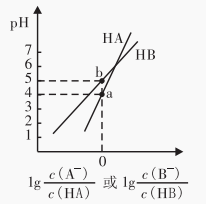 pH
HA
HB
7
6
5
4
3
2
1
b
a
0
lg c(A⁻)/c(HA) 或 lg c(B⁻)/c(HB)